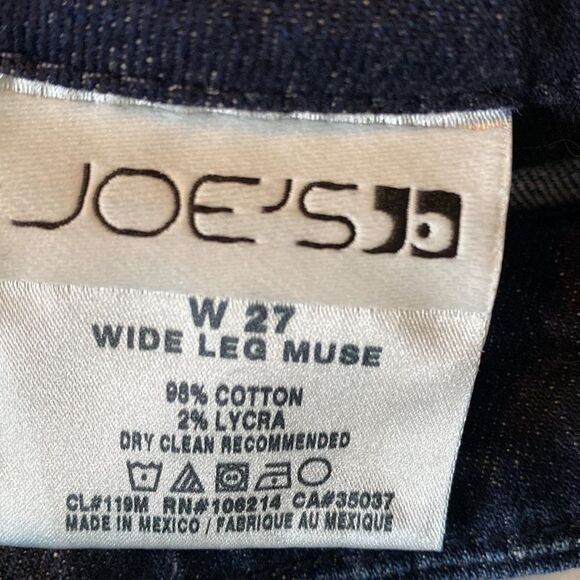 JOE'S
W 27
WIDE LEG MUSE
98% COTTON
2% LYCRA
DRY CLEAN RECOMMENDED
CL#119M RN#106214 CA#35037
MADE IN MEXICO / FABRIQUE AU MEXIQUE